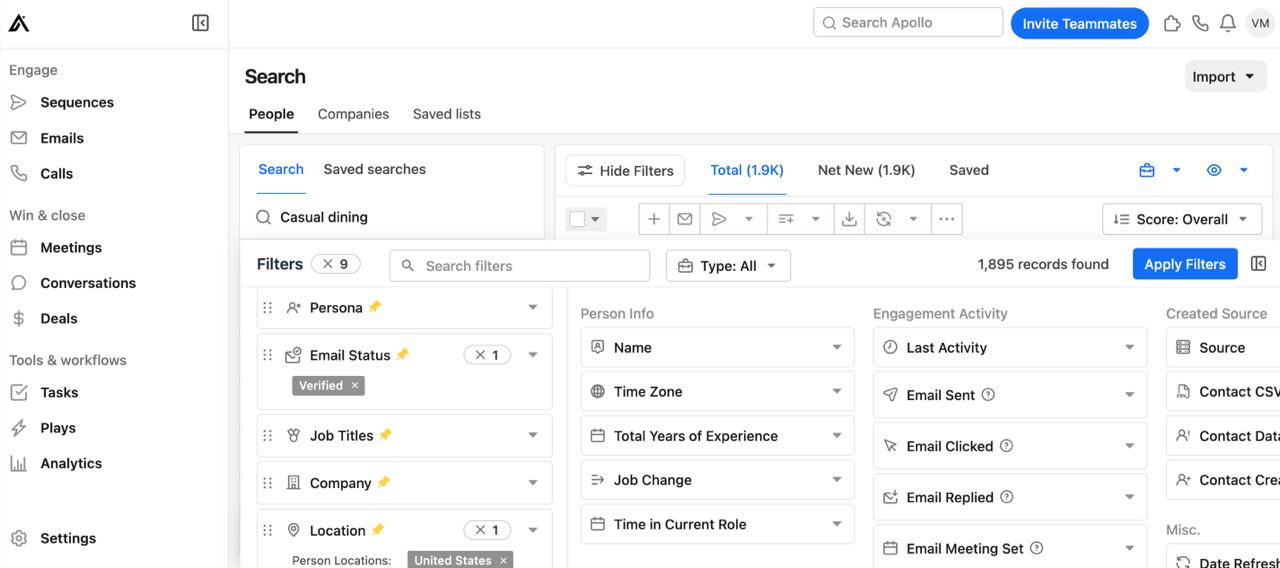 Search Apollo
Invite Teammates
VM
Engage
Sequences
Emails
Calls
Win & close
Meetings
Conversations
Deals
Tools & workflows
Tasks
Plays
Analytics
Settings
Search
Import
People Companies Saved lists
Search Saved searches
Casual dining
Hide Filters Total (1.9K) Net New (1.9K) Saved
Score: Overall
Filters × 9 Search filters Type: All 1,895 records found Apply Filters
Persona
Email Status × 1
Verified ×
Job Titles
Company
Location × 1
Person Locations: United States ×
Person Info
Name
Time Zone
Total Years of Experience
Job Change
Time in Current Role
Engagement Activity
Last Activity
Email Sent ?
Email Clicked ?
Email Replied ?
Email Meeting Set ?
Created Source
Source
Contact CSV
Contact Data
Contact Crea
Misc.
Date Refresh